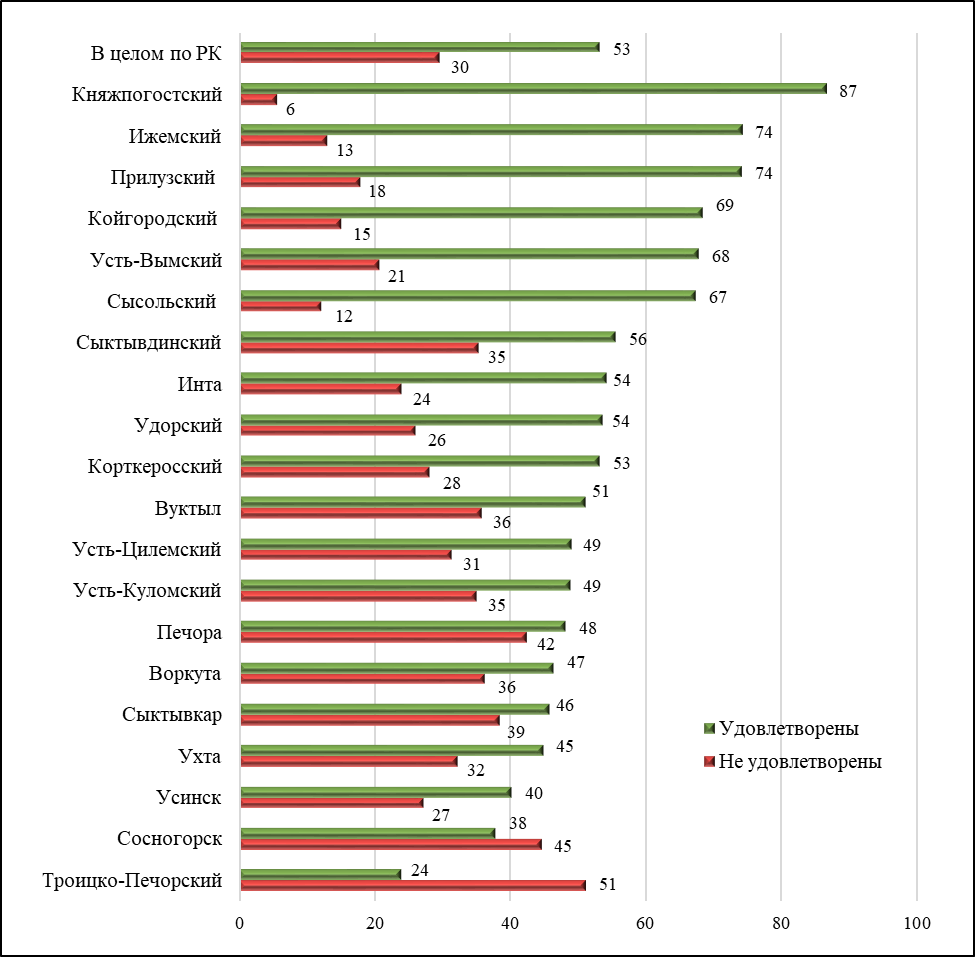 В целом по РК
53
30
Княжпогостский
87
6
Ижемский
74
13
Прилузский
74
18
Койгородский
69
15
Усть-Вымский
68
21
Сысольский
67
12
Сыктывдинский
56
35
Инта
54
24
Удорский
54
26
Корткеросский
53
28
Вуктыл
51
36
Усть-Цилемский
49
31
Усть-Куломский
49
35
Печора
48
42
Воркута
47
36
Сыктывкар
46
39
Ухта
45
32
Усинск
40
27
Сосногорск
38
45
Троицко-Печорский
24
51
Удовлетворены
Не удовлетворены
0 20 40 60 80 100